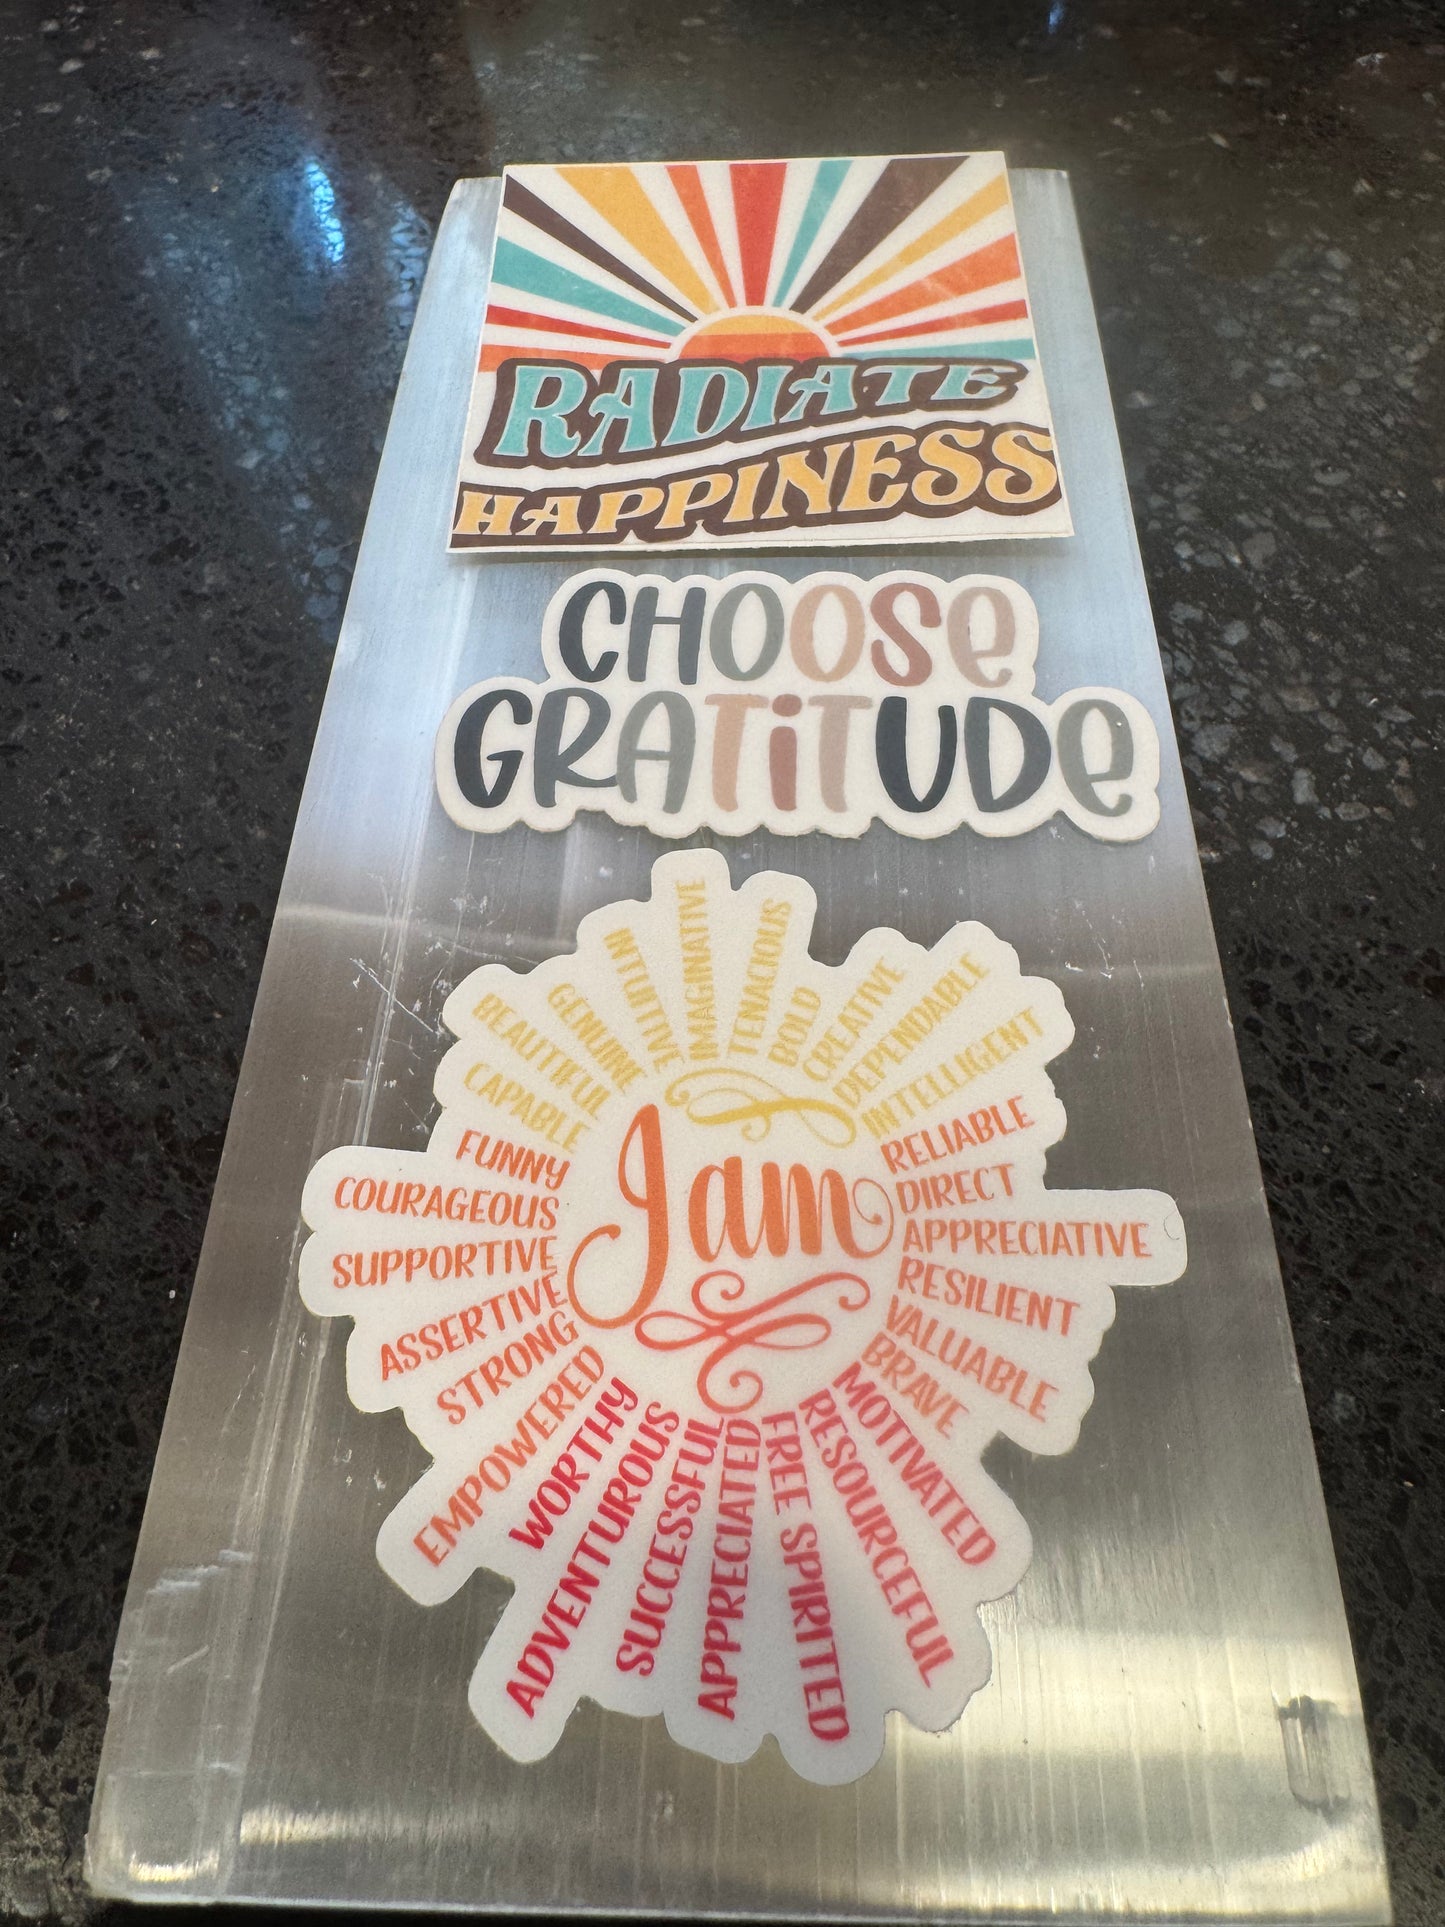 RADIATE
HAPPINESS
CHOOSE
GRATITUDE
I am
IMAGINATIVE
TENACIOUS
BOLD
CREATIVE
DEPENDABLE
INTELLIGENT
RELIABLE
DIRECT
APPRECIATIVE
RESILIENT
VALUABLE
BRAVE
MOTIVATED
RESOURCEFUL
FREE SPIRITED
APPRECIATED
SUCCESSFUL
ADVENTUROUS
WORTHY
EMPOWERED
STRONG
ASSERTIVE
SUPPORTIVE
COURAGEOUS
FUNNY
CAPABLE
BEAUTIFUL
GENUINE
INTUITIVE